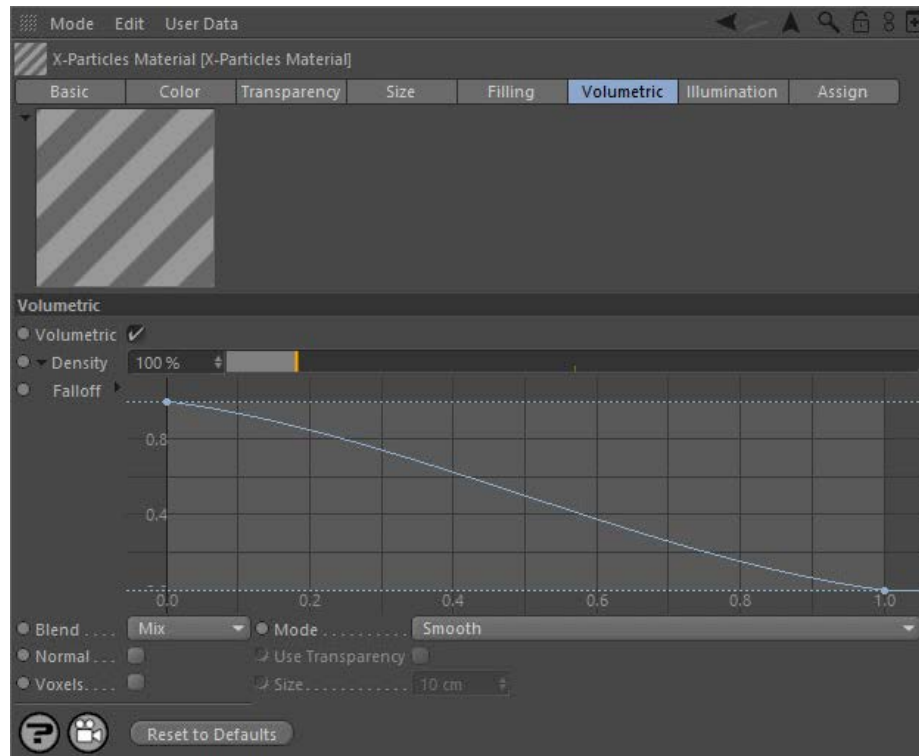 Mode Edit User Data
X-Particles Material [X-Particles Material]
Basic Color Transparency Size Filling Volumetric Illumination Assign
Volumetric
Volumetric
Density 100 %
Falloff
0.8
0.4
0.0 0.2 0.4 0.6 0.8 1.0
Blend . . . . Mix Mode . . . . . . . . . . Smooth
Normal . . . Use Transparency
Voxels. . . . Size. . . . . . . . . . . . 10 cm
Reset to Defaults